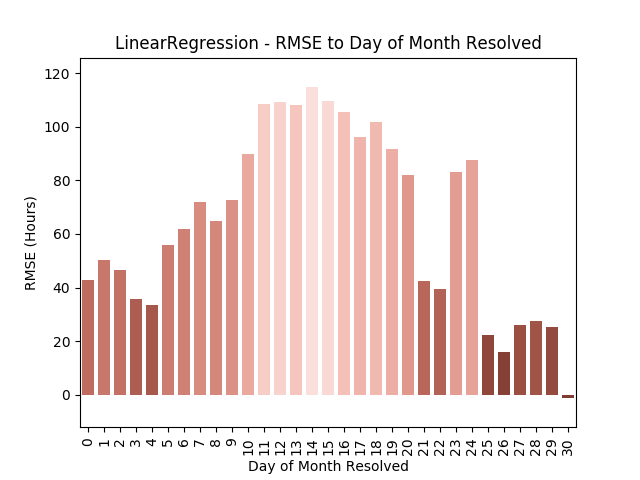 LinearRegression - RMSE to Day of Month Resolved
120
100
80
60
40
20
0
RMSE (Hours)
0 1 2 3 4 5 6 7 8 9 10 11 12 13 14 15 16 17 18 19 20 21 22 23 24 25 26 27 28 29 30
Day of Month Resolved